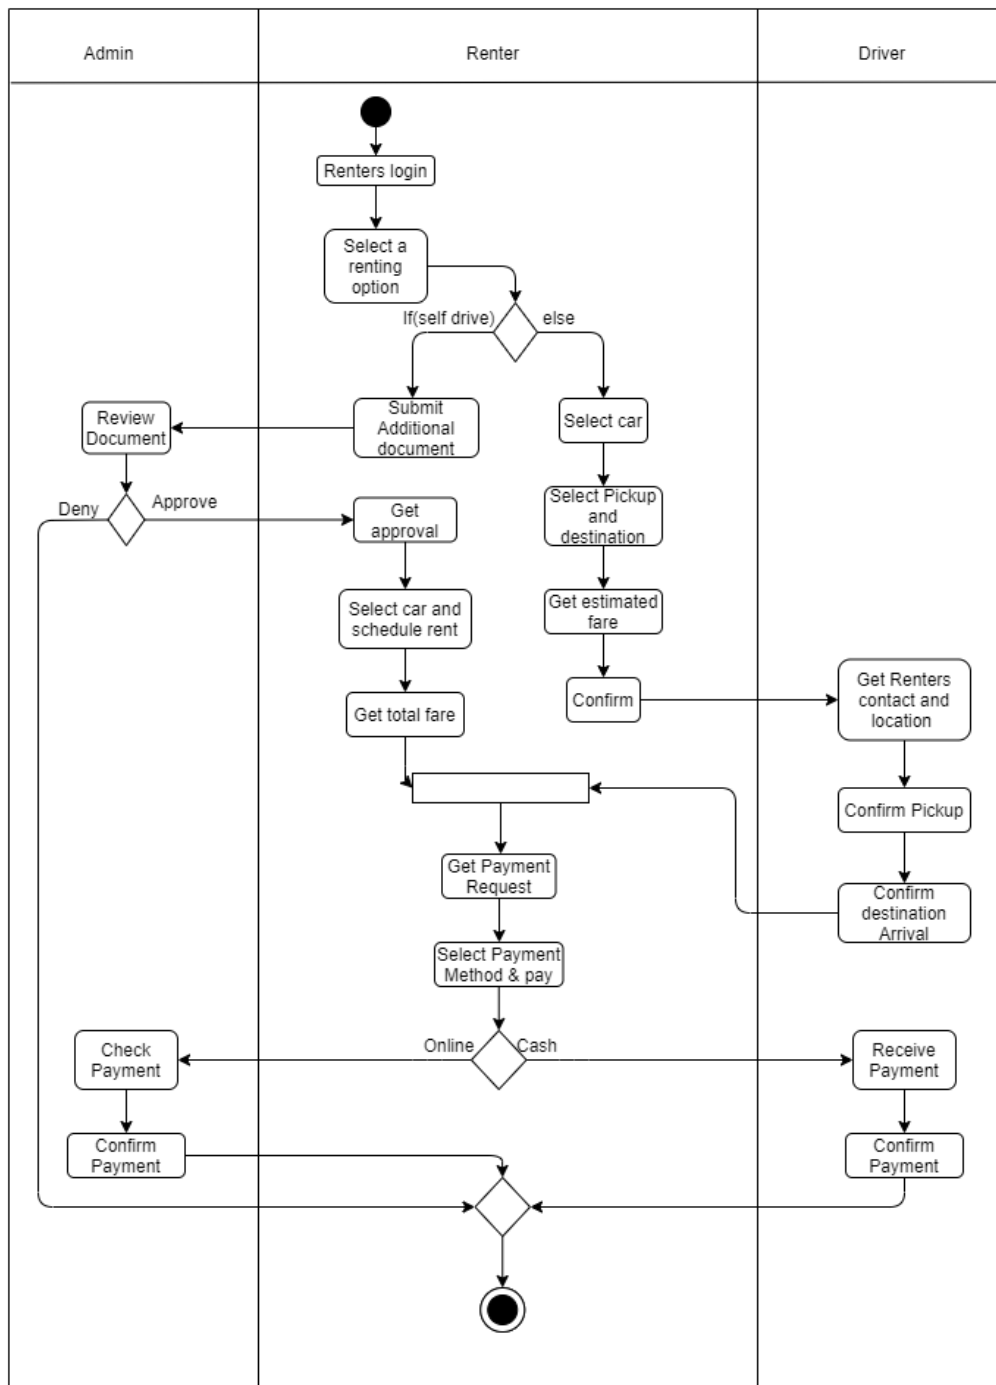 Admin
Renter
Driver
Renters login
Select a
renting
option
If(self drive)
else
Submit
Additional
document
Select car
Review
Document
Deny
Approve
Get
approval
Select Pickup
and
destination
Select car and
schedule rent
Get estimated
fare
Get total fare
Confirm
Get Renters
contact and
location
Confirm Pickup
Get Payment
Request
Confirm
destination
Arrival
Select Payment
Method & pay
Online
Cash
Check
Payment
Receive
Payment
Confirm
Payment
Confirm
Payment